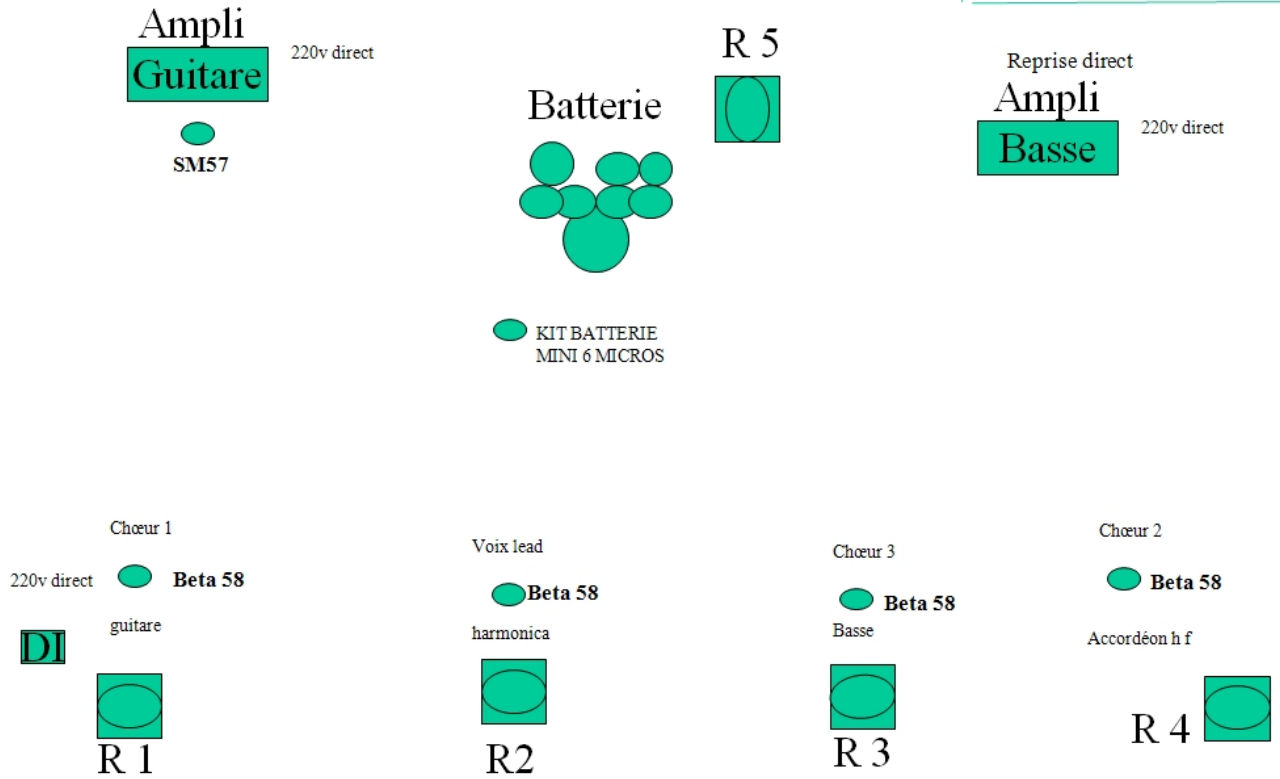 Ampli
Guitare
220v direct
SM57
Batterie
R 5
Reprise direct
Ampli
Basse
220v direct
KIT BATTERIE
MINI 6 MICROS
Chœur 1
220v direct
Beta 58
guitare
DI
R 1
Voix lead
Beta 58
harmonica
R2
Chœur 3
Beta 58
Basse
R 3
Chœur 2
Beta 58
Accordéon h f
R 4